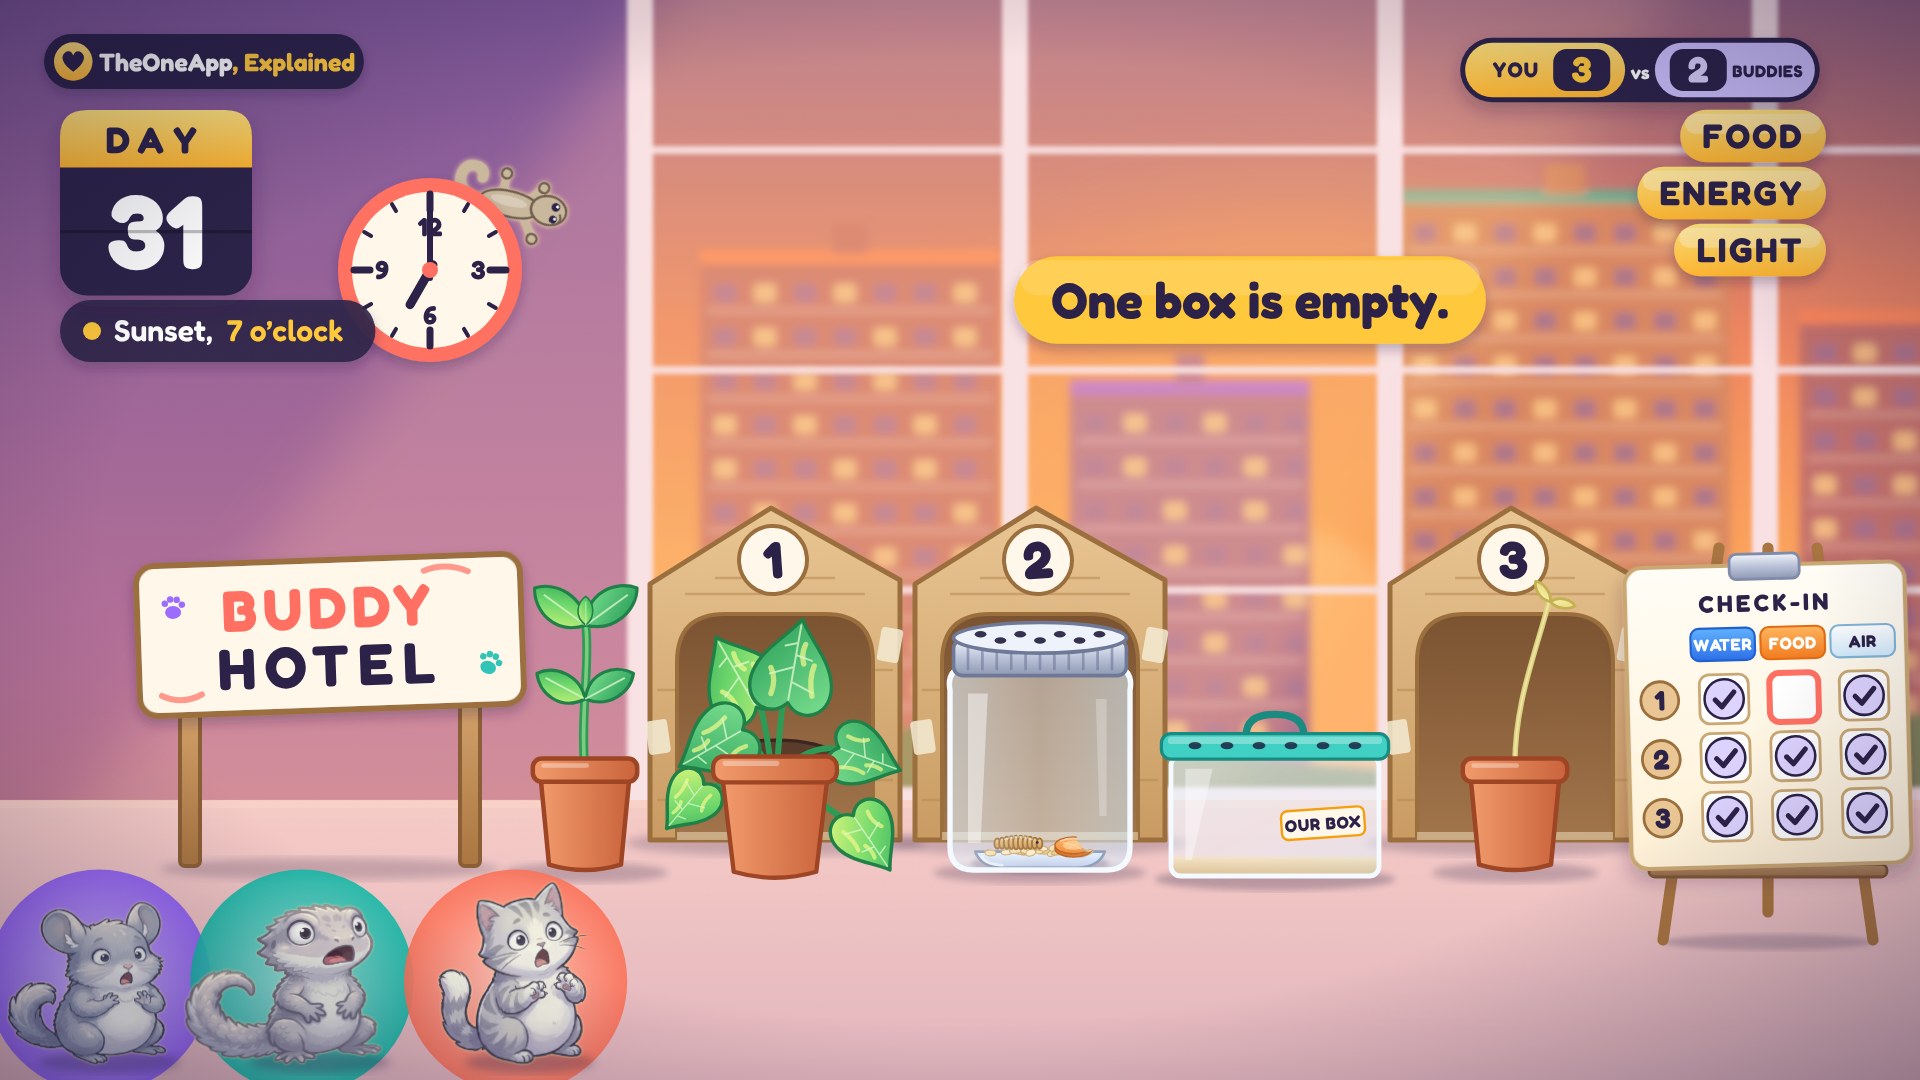 TheOneApp, Explained
YOU 3 vs 2 BUDDIES
DAY
31
FOOD
ENERGY
LIGHT
12
9 3
6
Sunset, 7 o'clock
One box is empty.
1 2 3
BUDDY
HOTEL
OUR BOX
CHECK-IN
WATER FOOD AIR
1
2
3